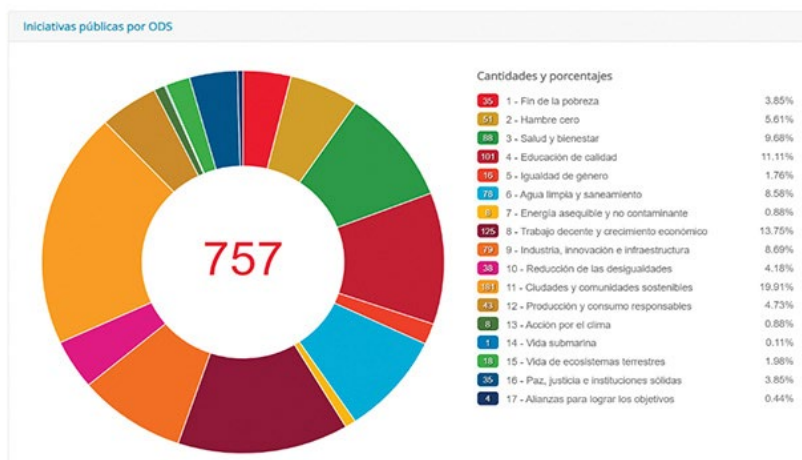 Iniciativas públicas por ODS
757
Cantidades y porcentajes
35 1 - Fin de la pobreza 3.85%
51 2 - Hambre cero 5.61%
88 3 - Salud y bienestar 9.68%
101 4 - Educación de calidad 11.11%
16 5 - Igualdad de género 1.76%
78 6 - Agua limpia y saneamiento 8.58%
8 7 - Energía asequible y no contaminante 0.88%
125 8 - Trabajo decente y crecimiento económico 13.75%
79 9 - Industria, innovación e infraestructura 8.69%
38 10 - Reducción de las desigualdades 4.18%
181 11 - Ciudades y comunidades sostenibles 19.91%
43 12 - Producción y consumo responsables 4.73%
8 13 - Acción por el clima 0.88%
1 14 - Vida submarina 0.11%
18 15 - Vida de ecosistemas terrestres 1.98%
35 16 - Paz, justicia e instituciones sólidas 3.85%
4 17 - Alianzas para lograr los objetivos 0.44%